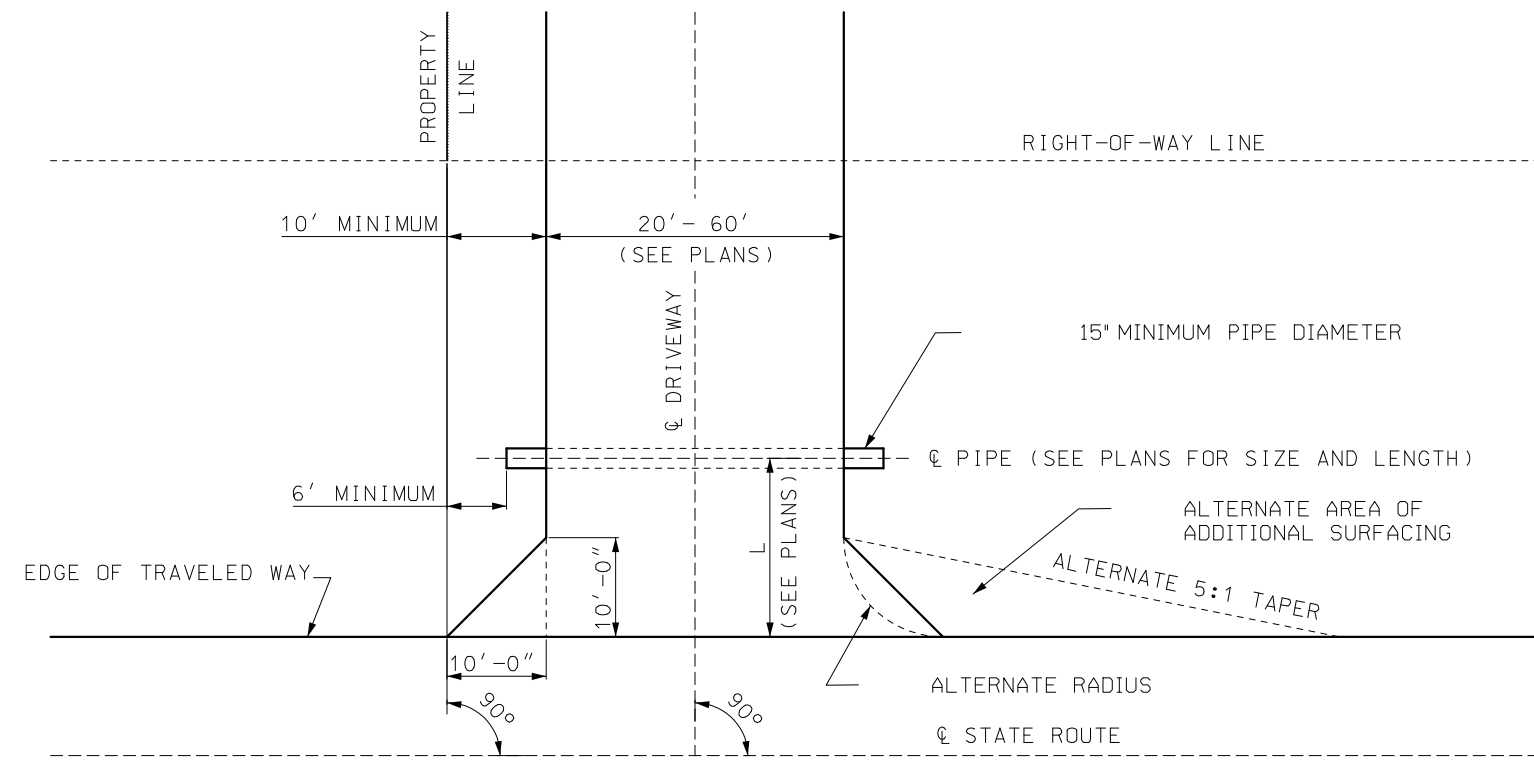 PROPERTY
LINE
RIGHT-OF-WAY LINE
10' MINIMUM
20'- 60'
(SEE PLANS)
℄ DRIVEWAY
15" MINIMUM PIPE DIAMETER
℄ PIPE (SEE PLANS FOR SIZE AND LENGTH)
6' MINIMUM
L
(SEE PLANS)
ALTERNATE AREA OF
ADDITIONAL SURFACING
EDGE OF TRAVELED WAY
10'-0"
ALTERNATE 5:1 TAPER
10'-0"
ALTERNATE RADIUS
90°
90°
℄ STATE ROUTE